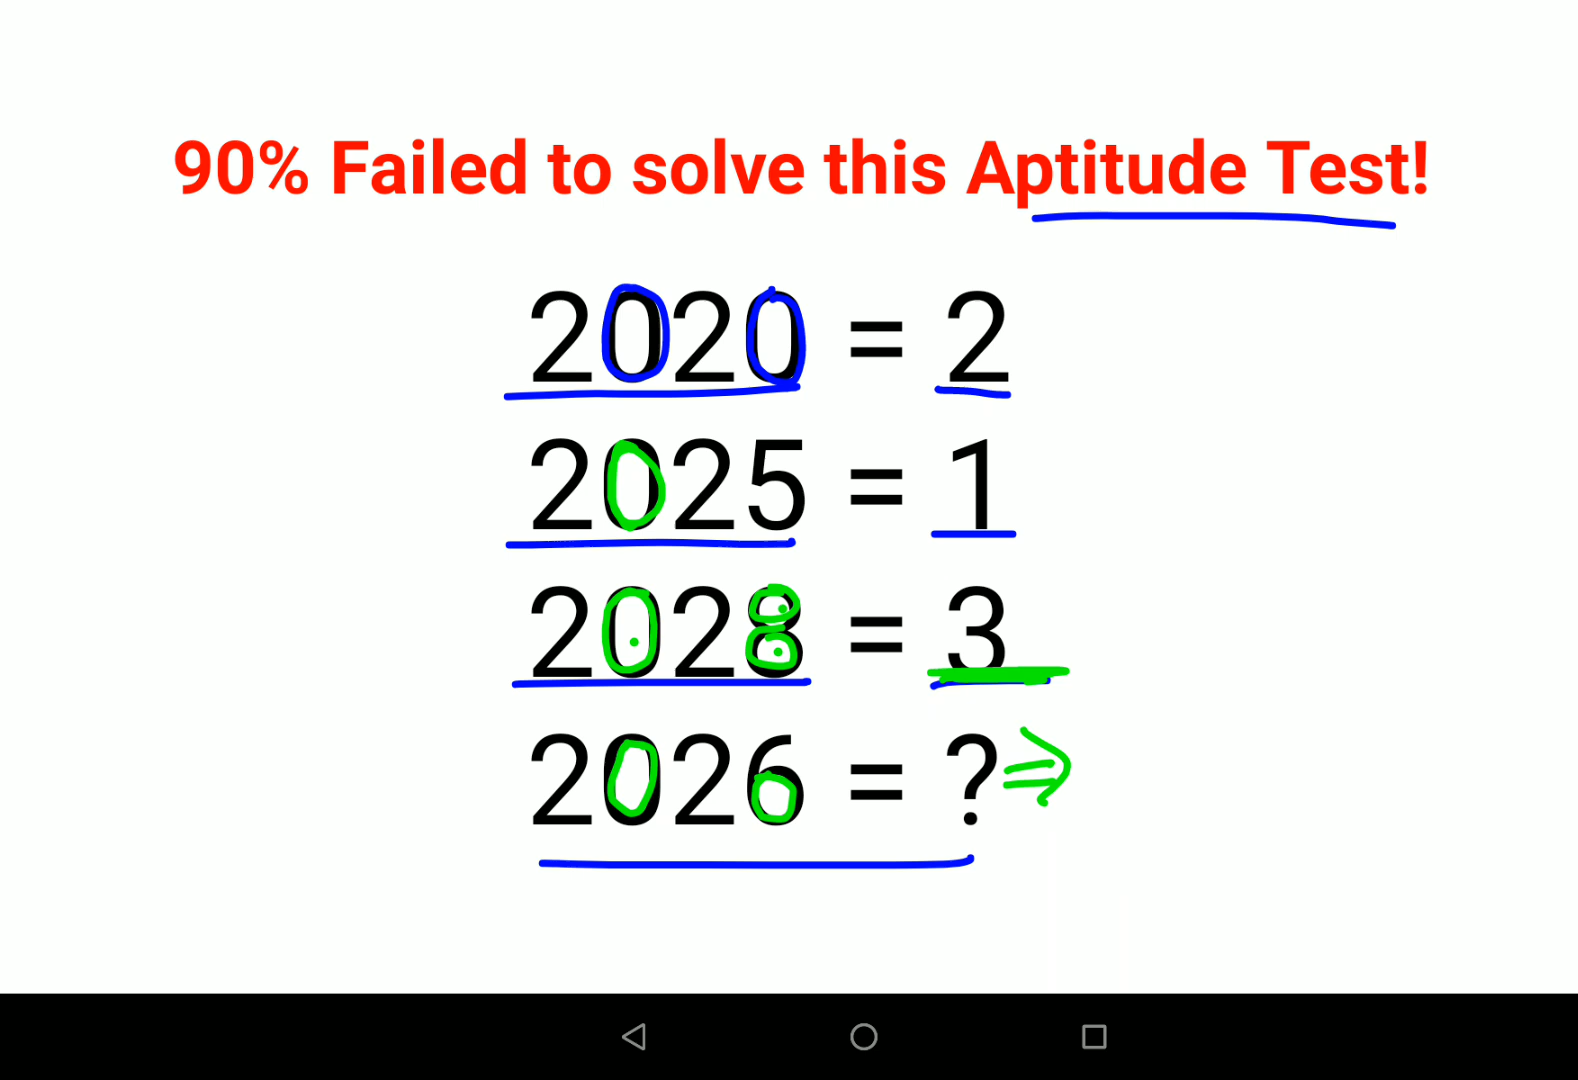 90% Failed to solve this Aptitude Test!
2020 = 2
2025 = 1
2028 = 3
2026 = ?